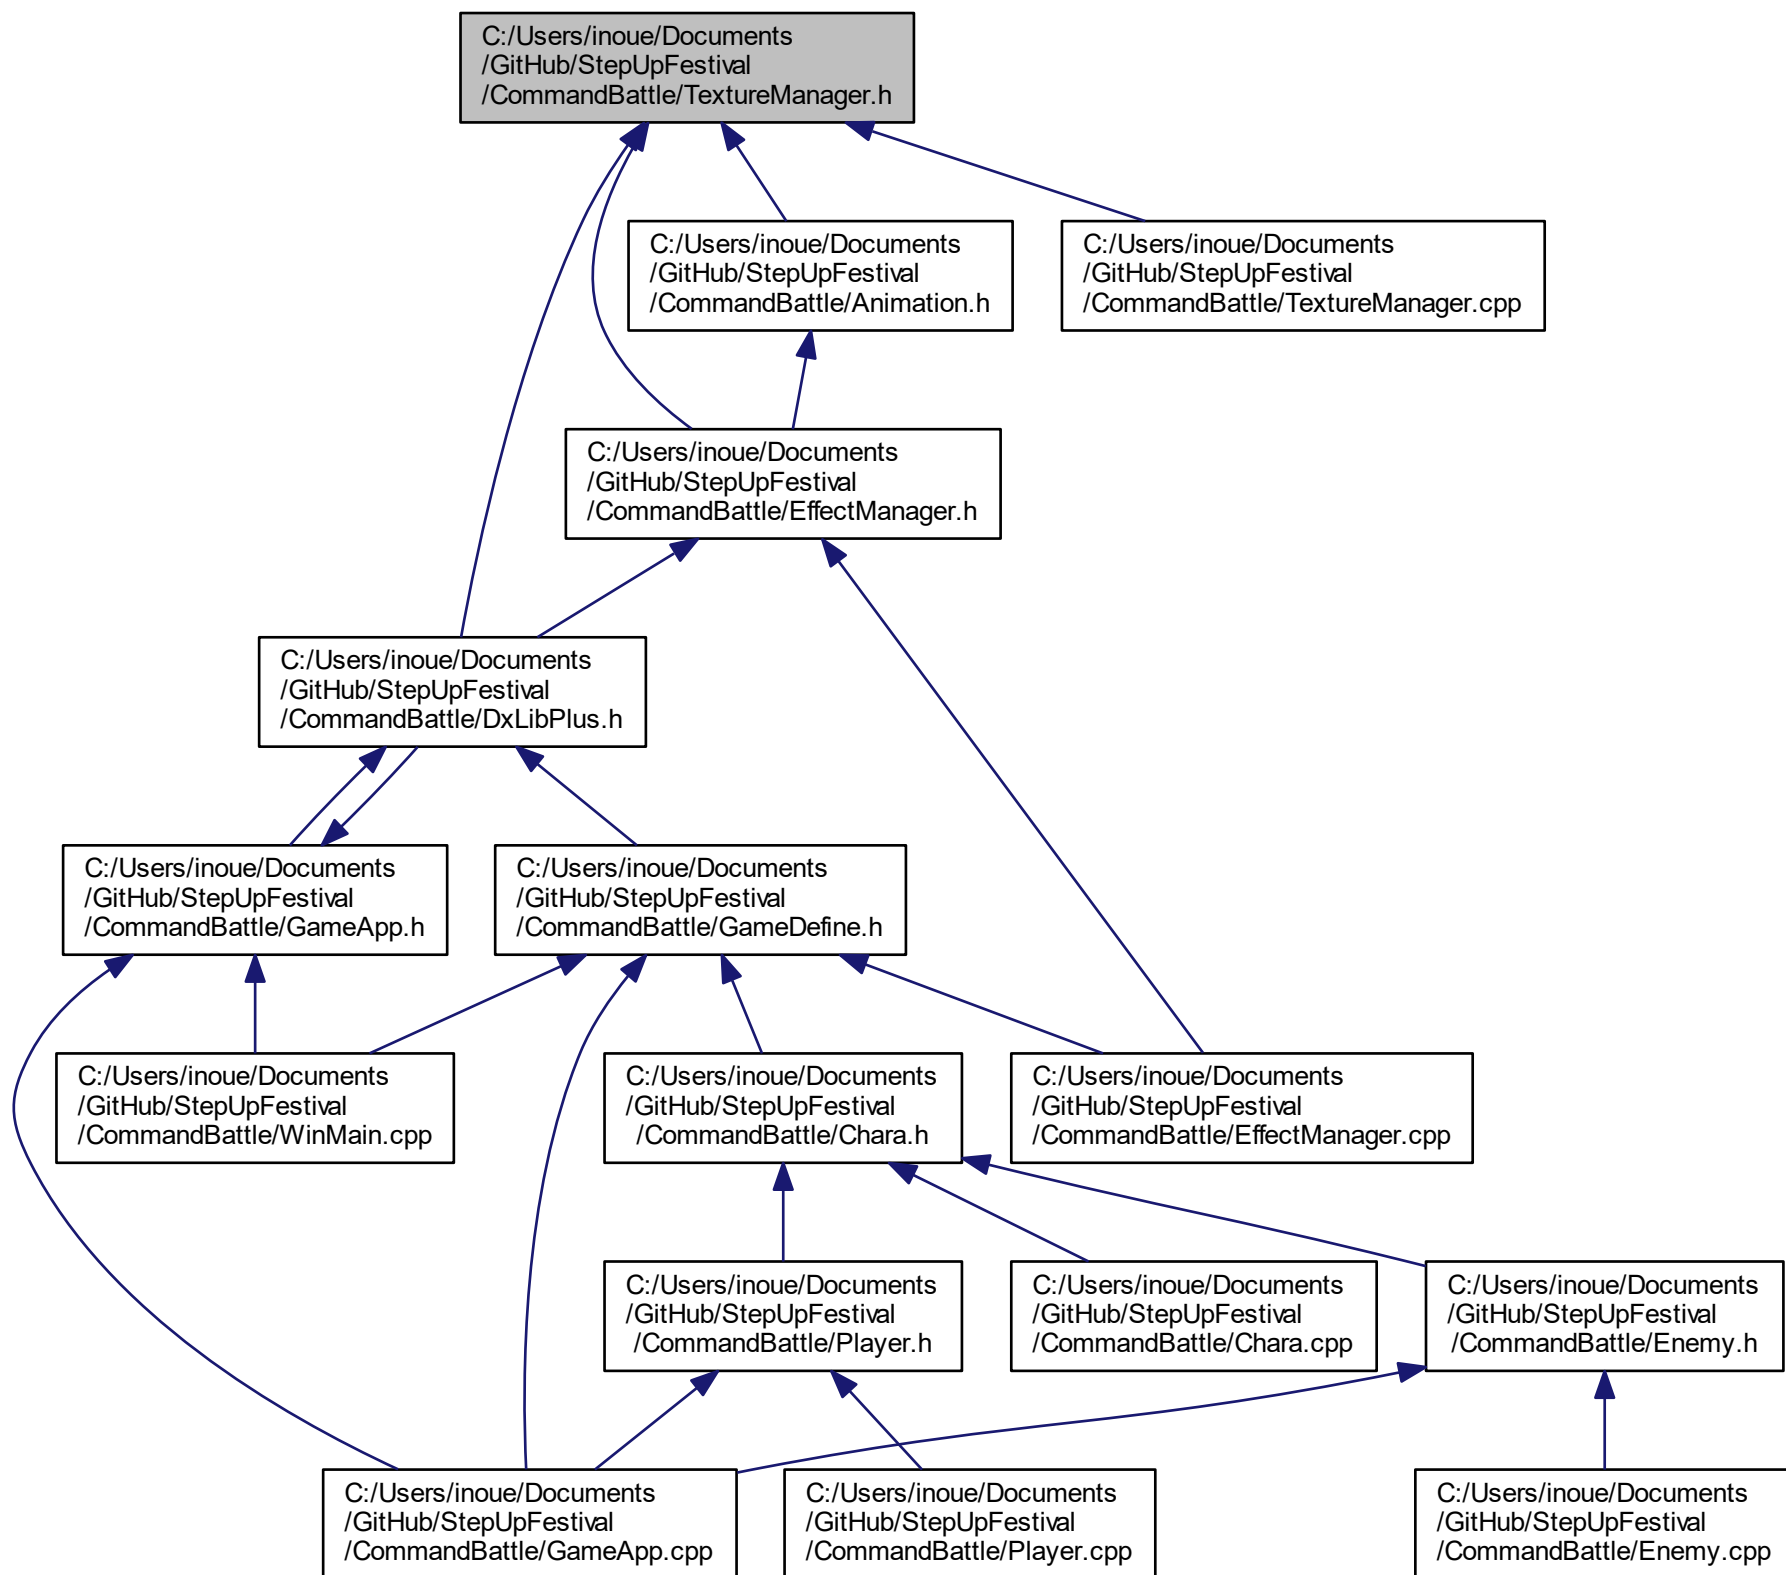 C:/Users/inoue/Documents
/GitHub/StepUpFestival
/CommandBattle/TextureManager.h
C:/Users/inoue/Documents
/GitHub/StepUpFestival
/CommandBattle/Animation.h
C:/Users/inoue/Documents
/GitHub/StepUpFestival
/CommandBattle/TextureManager.cpp
C:/Users/inoue/Documents
/GitHub/StepUpFestival
/CommandBattle/EffectManager.h
C:/Users/inoue/Documents
/GitHub/StepUpFestival
/CommandBattle/DxLibPlus.h
C:/Users/inoue/Documents
/GitHub/StepUpFestival
/CommandBattle/GameApp.h
C:/Users/inoue/Documents
/GitHub/StepUpFestival
/CommandBattle/GameDefine.h
C:/Users/inoue/Documents
/GitHub/StepUpFestival
/CommandBattle/WinMain.cpp
C:/Users/inoue/Documents
/GitHub/StepUpFestival
/CommandBattle/Chara.h
C:/Users/inoue/Documents
/GitHub/StepUpFestival
/CommandBattle/EffectManager.cpp
C:/Users/inoue/Documents
/GitHub/StepUpFestival
/CommandBattle/Player.h
C:/Users/inoue/Documents
/GitHub/StepUpFestival
/CommandBattle/Chara.cpp
C:/Users/inoue/Documents
/GitHub/StepUpFestival
/CommandBattle/Enemy.h
C:/Users/inoue/Documents
/GitHub/StepUpFestival
/CommandBattle/GameApp.cpp
C:/Users/inoue/Documents
/GitHub/StepUpFestival
/CommandBattle/Player.cpp
C:/Users/inoue/Documents
/GitHub/StepUpFestival
/CommandBattle/Enemy.cpp